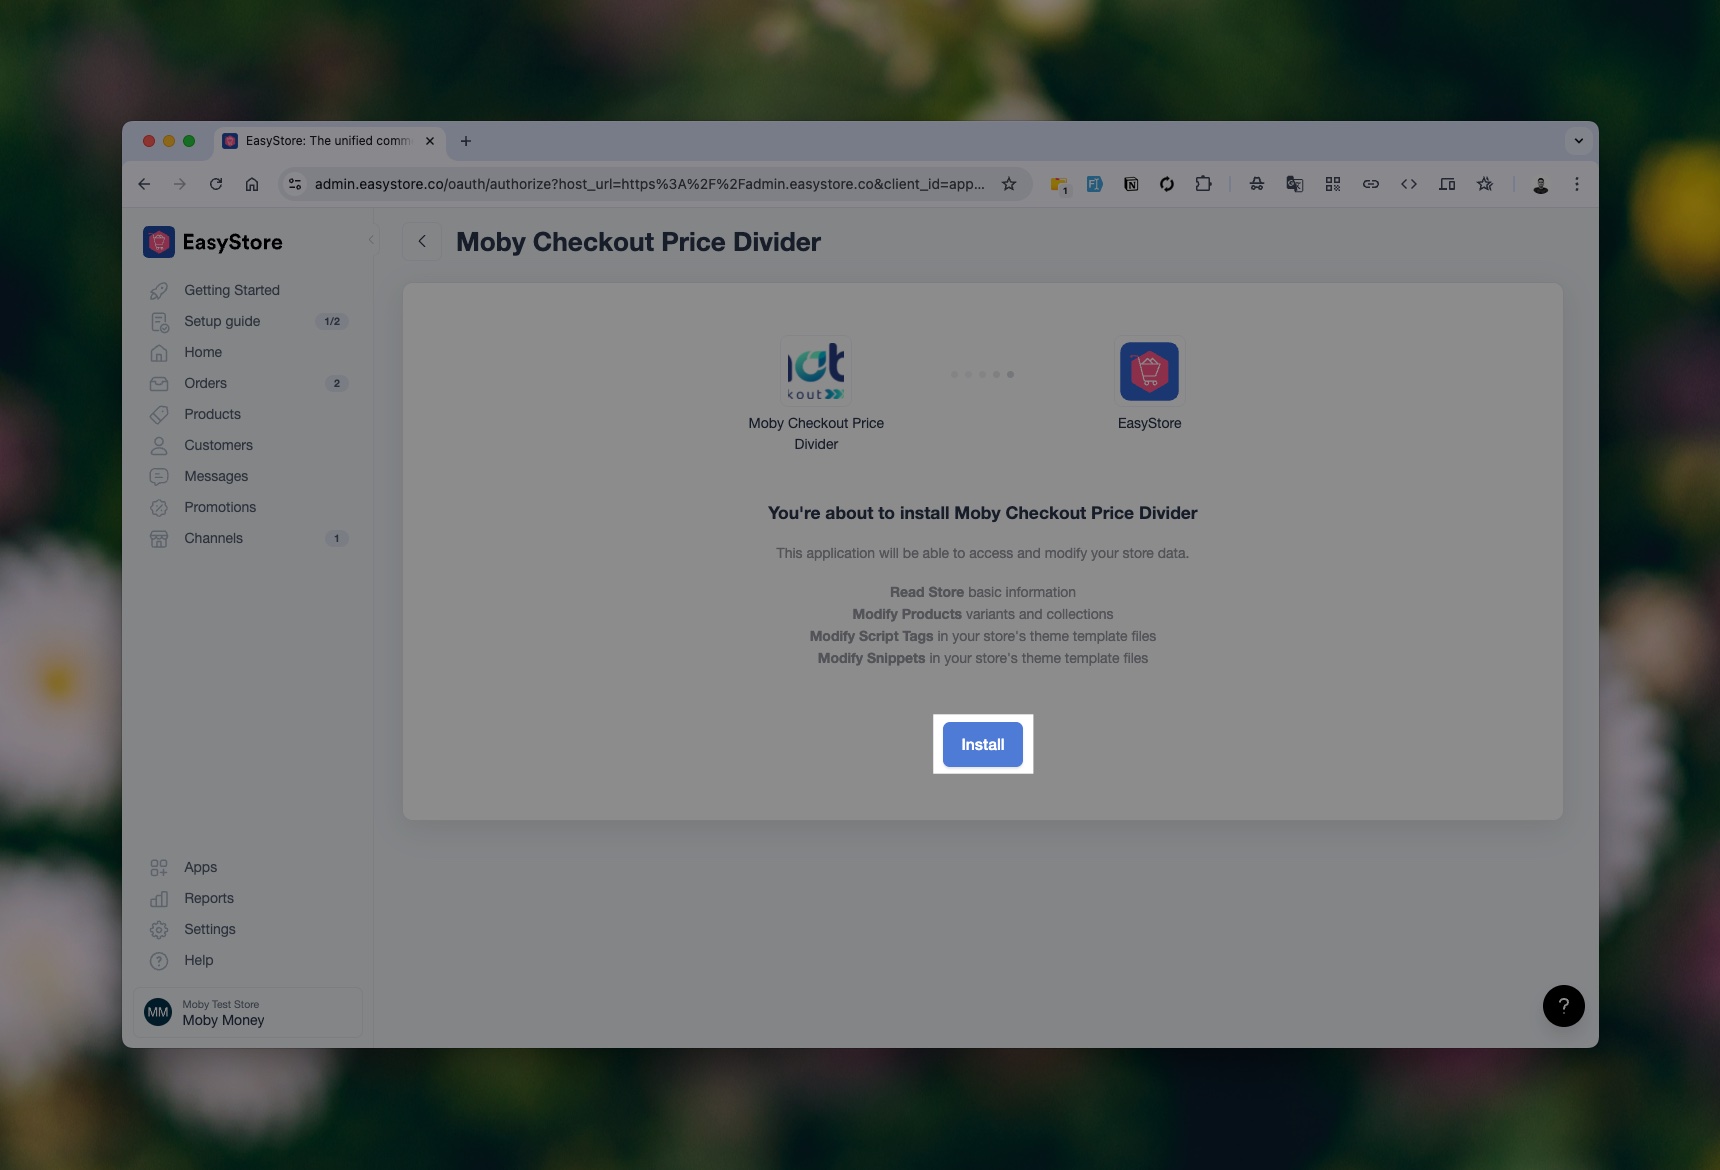 EasyStore: The unified comm
admin.easystore.co/oauth/authorize?host_url=https%3A%2F%2Fadmin.easystore.co&client_id=app...
1
EasyStore
Moby Checkout Price Divider
Getting Started
Setup guide 1/2
Home
Orders 2
Products
Customers
Messages
Promotions
Channels 1
kout
Moby Checkout Price
Divider
EasyStore
You're about to install Moby Checkout Price Divider
This application will be able to access and modify your store data.
Read Store basic information
Modify Products variants and collections
Modify Script Tags in your store's theme template files
Modify Snippets in your store's theme template files
Install
Apps
Reports
Settings
Help
MM
Moby Test Store
Moby Money
?